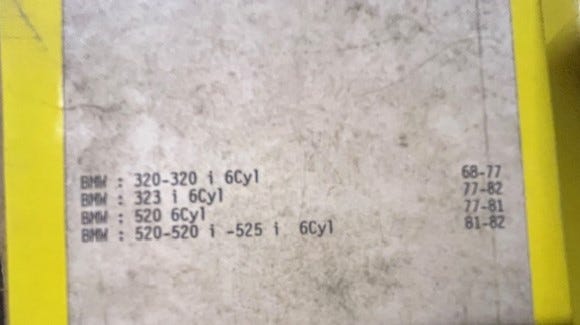 BMW : 320-320 i 6Cyl 68-77
BMW : 323 i 6Cyl 77-82
BMW : 520 6Cyl 77-81
BMW : 520-520 i -525 i 6Cyl 81-82